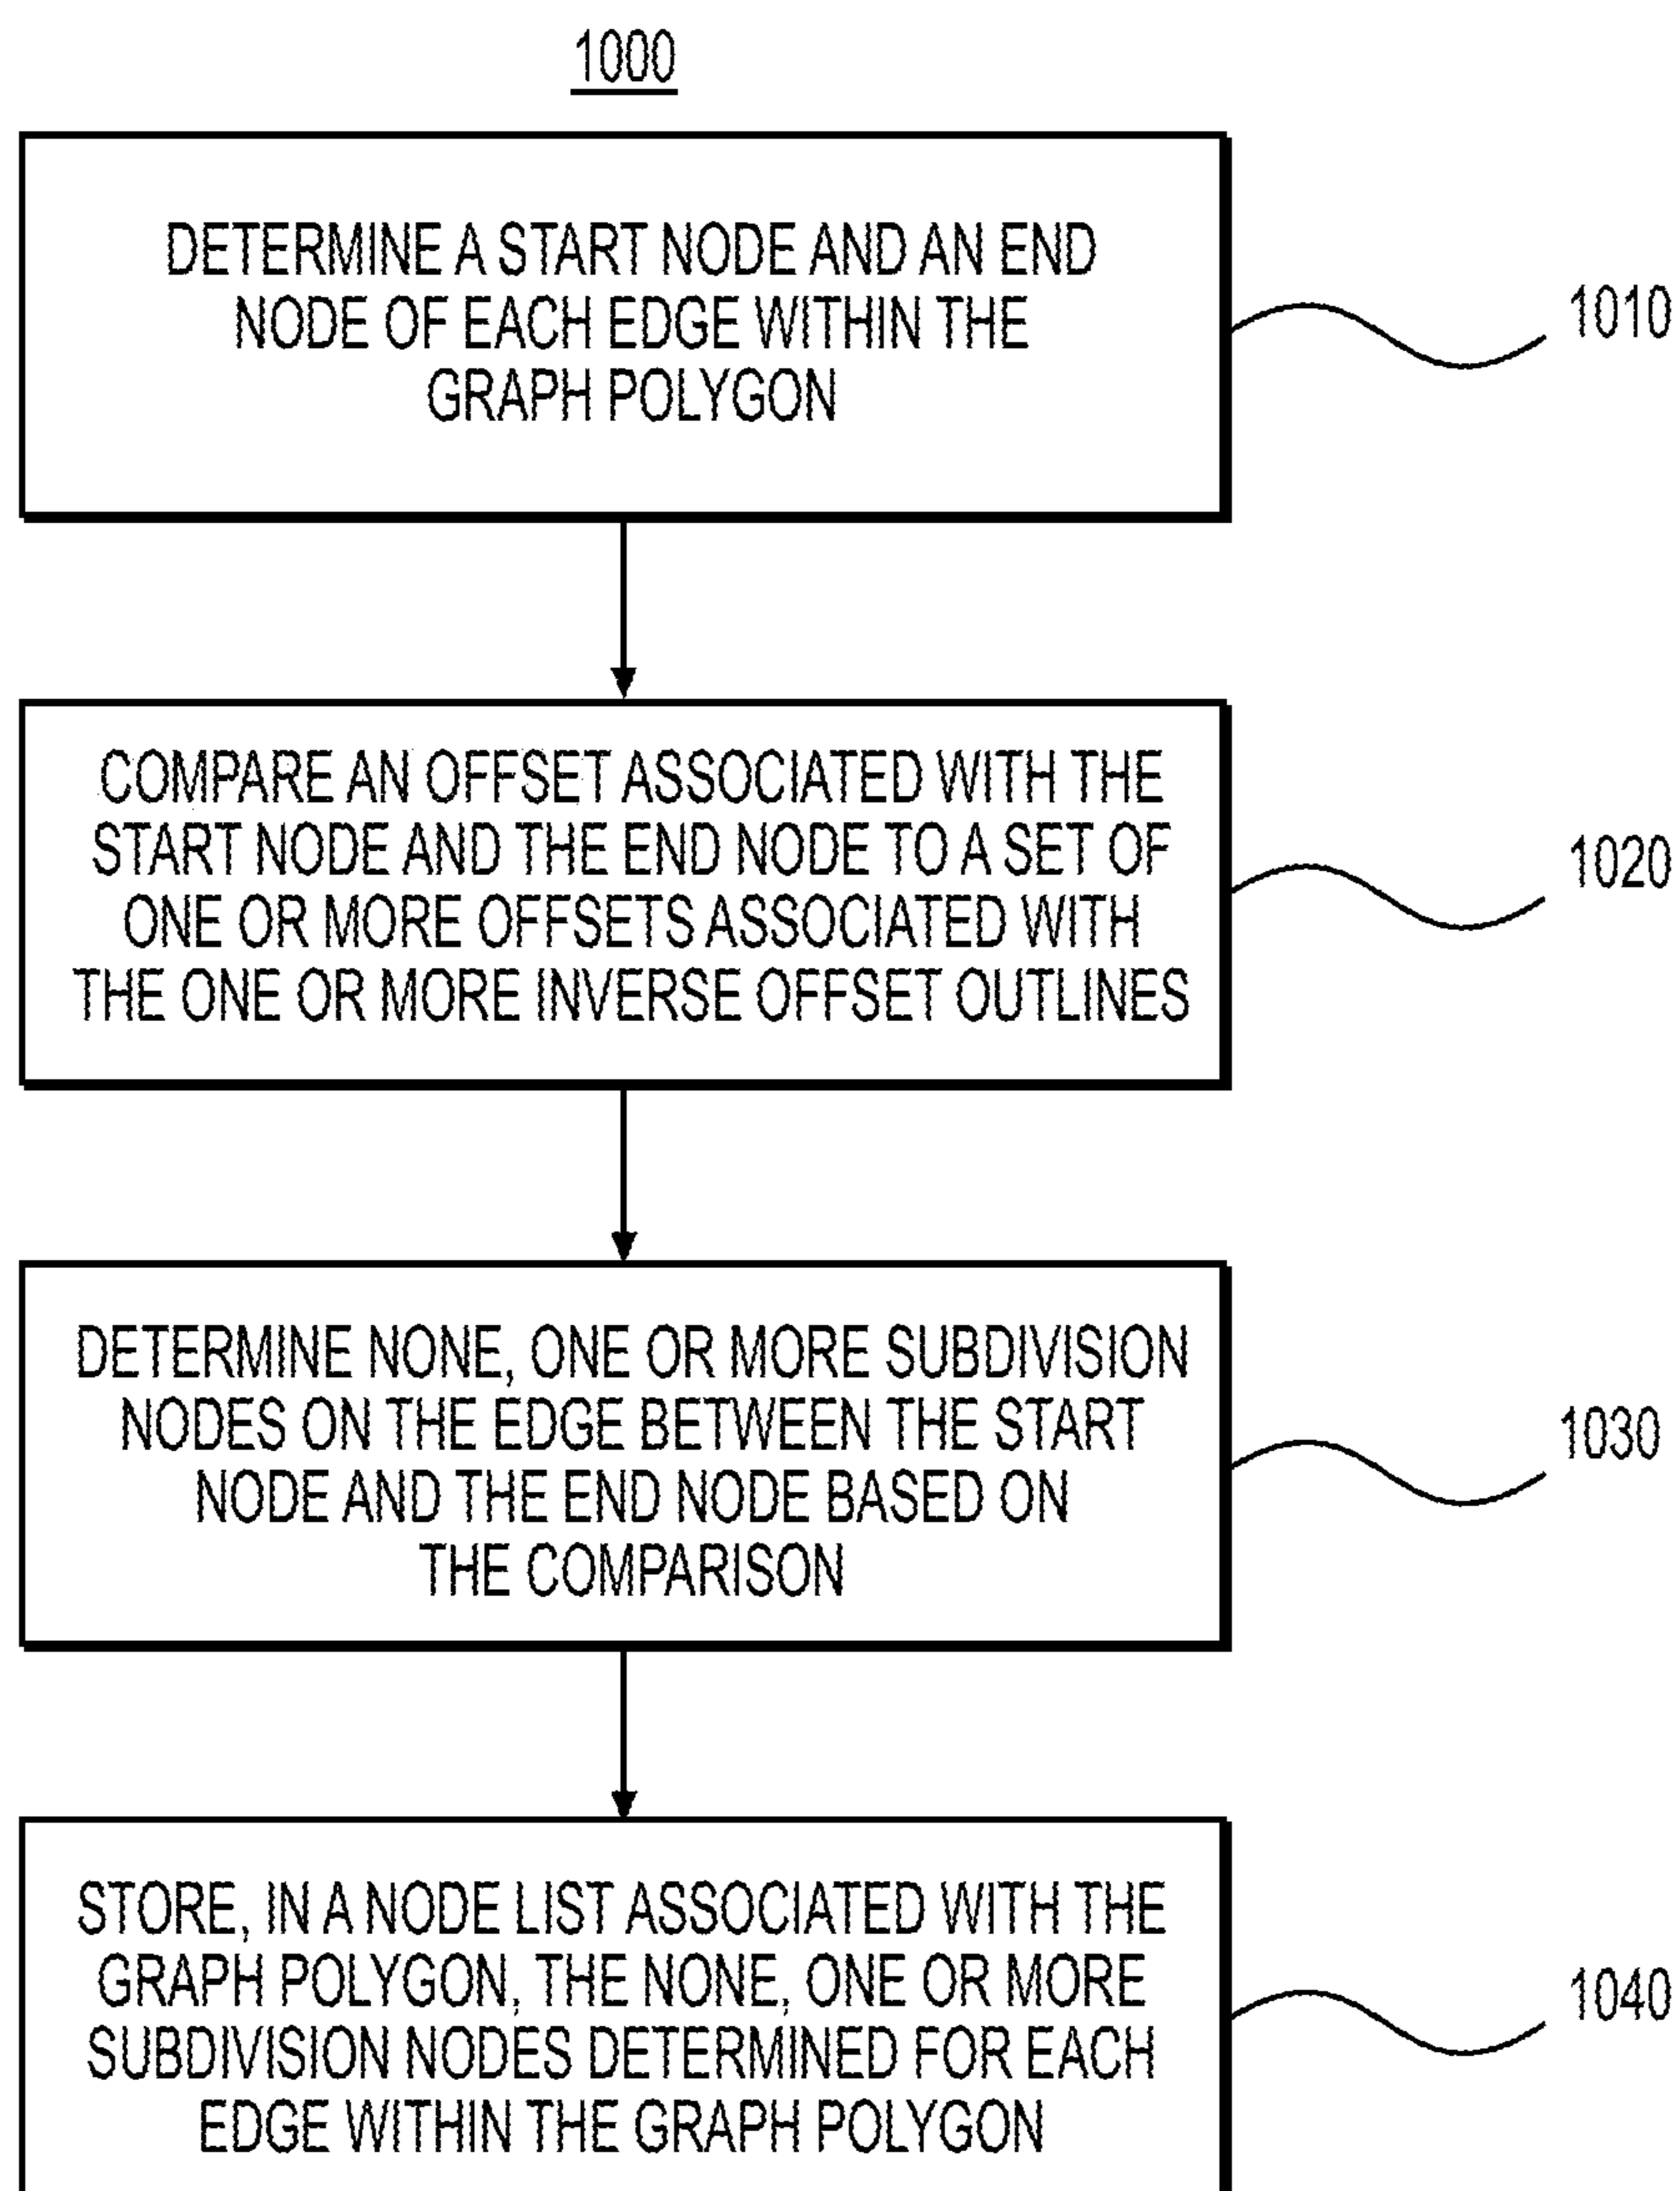 1000
DETERMINE A START NODE AND AN END
NODE OF EACH EDGE WITHIN THE
GRAPH POLYGON
1010
COMPARE AN OFFSET ASSOCIATED WITH THE
START NODE AND THE END NODE TO A SET OF
ONE OR MORE OFFSETS ASSOCIATED WITH
THE ONE OR MORE INVERSE OFFSET OUTLINES
1020
DETERMINE NONE, ONE OR MORE SUBDIVISION
NODES ON THE EDGE BETWEEN THE START
NODE AND THE END NODE BASED ON
THE COMPARISON
1030
STORE, IN A NODE LIST ASSOCIATED WITH THE
GRAPH POLYGON, THE NONE, ONE OR MORE
SUBDIVISION NODES DETERMINED FOR EACH
EDGE WITHIN THE GRAPH POLYGON
1040